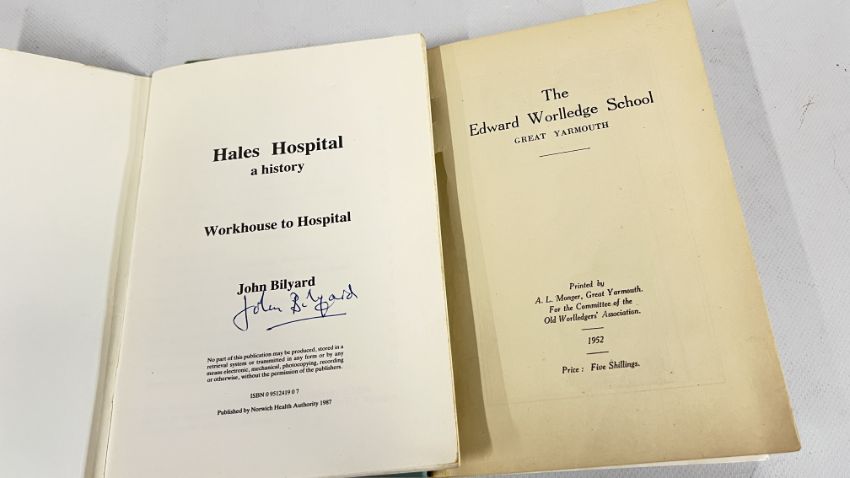 Hales Hospital
a history
Workhouse to Hospital
John Bilyard
John Bilyard
No part of this publication may be produced, stored in a
retrieval system or transmitted in any form or by any
means electronic, mechanical, photocopying, recording
or otherwise, without the permission of the publishers.
ISBN 0 9512419 0 7
Published by Norwich Health Authority 1987
The
Edward Worlledge School
GREAT YARMOUTH
Printed by
A. L. Monger, Great Yarmouth.
For the Committee of the
Old Worlledgers' Association.
1952
Price: Five Shillings.